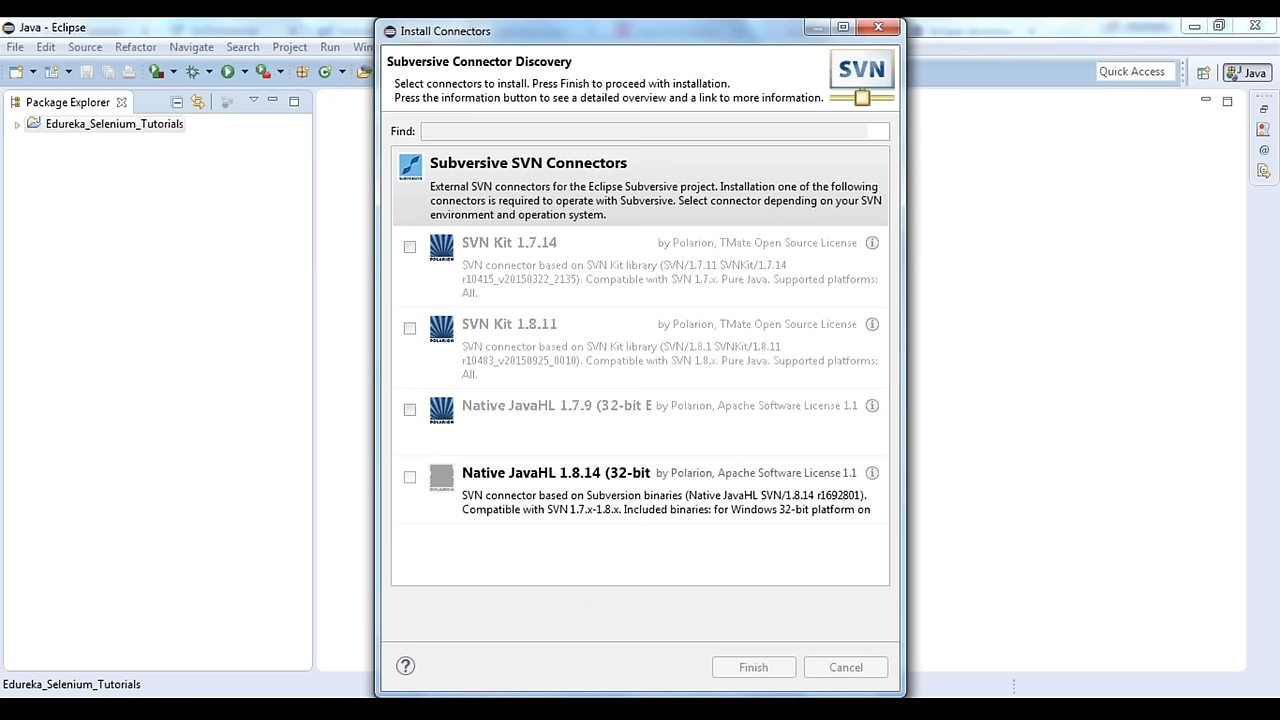 Java - Eclipse
File Edit Source Refactor Navigate Search Project Run Win
Quick Access
Java
Package Explorer
Edureka_Selenium_Tutorials
Install Connectors
Subversive Connector Discovery
Select connectors to install. Press Finish to proceed with installation.
Press the information button to see a detailed overview and a link to more information.
SVN
Find:
Subversive SVN Connectors
SUBVERSIVE
External SVN connectors for the Eclipse Subversive project. Installation one of the following
connectors is required to operate with Subversive. Select connector depending on your SVN
environment and operation system.
SVN Kit 1.7.14 by Polarion, TMate Open Source License
POLARION
SVN connector based on SVN Kit library (SVN/1.7.11 SVNKit/1.7.14
r10415_v20150322_2135). Compatible with SVN 1.7.x. Pure Java. Supported platforms:
All.
SVN Kit 1.8.11 by Polarion, TMate Open Source License
POLARION
SVN connector based on SVN Kit library (SVN/1.8.1 SVNKit/1.8.11
r10483_v20150925_0010). Compatible with SVN 1.8.x. Pure Java. Supported platforms:
All.
Native JavaHL 1.7.9 (32-bit E by Polarion, Apache Software License 1.1
POLARION
Native JavaHL 1.8.14 (32-bit by Polarion, Apache Software License 1.1
POLARION
SVN connector based on Subversion binaries (Native JavaHL SVN/1.8.14 r1692801).
Compatible with SVN 1.7.x-1.8.x. Included binaries: for Windows 32-bit platform on
Finish Cancel
Edureka_Selenium_Tutorials